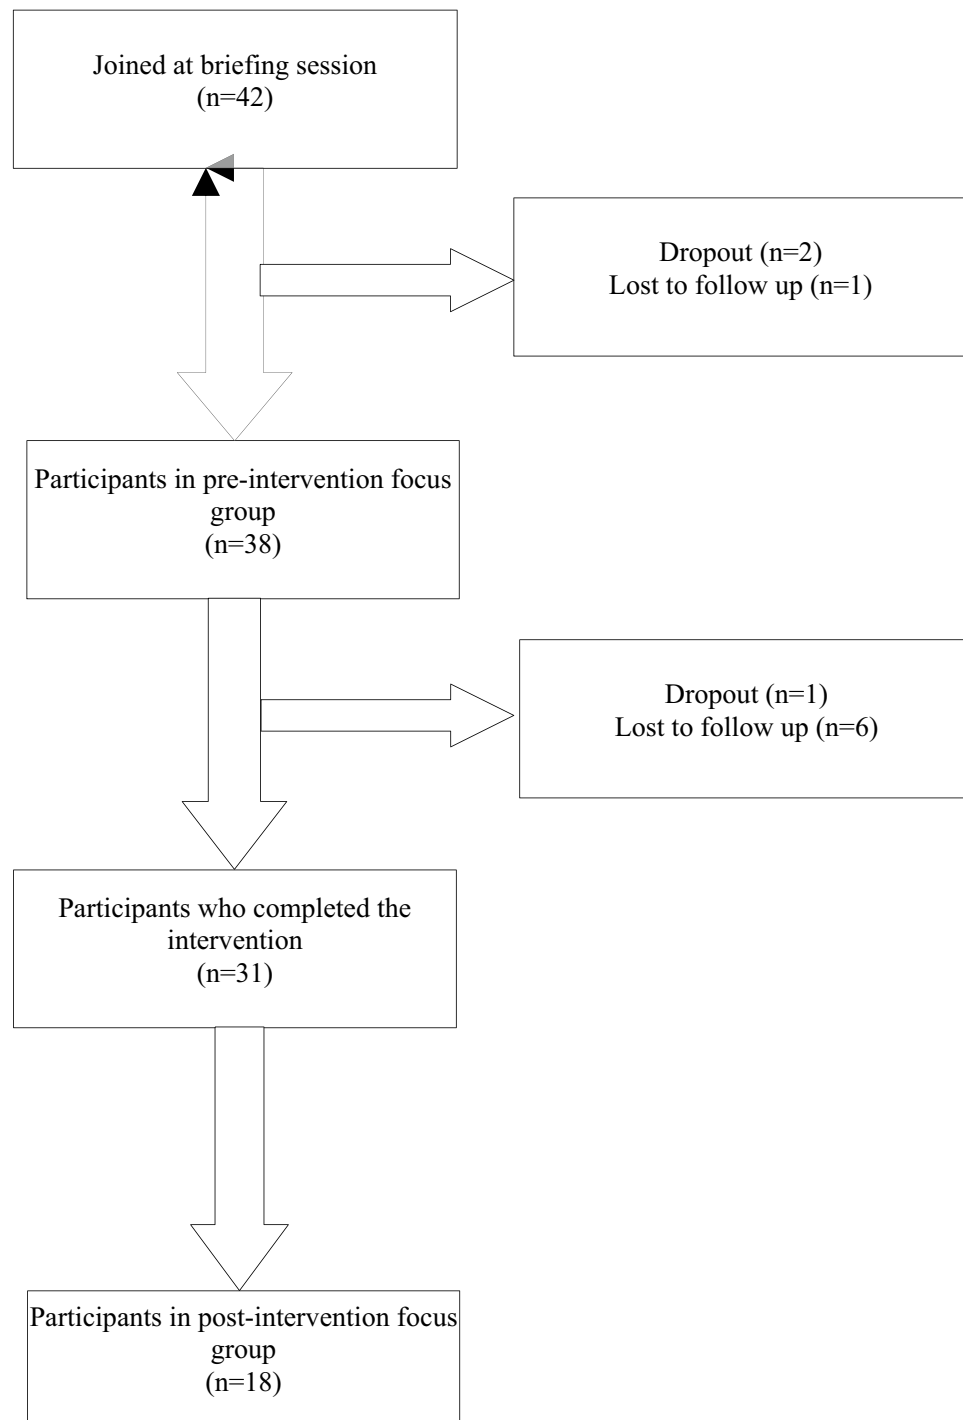 Joined at briefing session
(n=42)
Dropout (n=2)
Lost to follow up (n=1)
Participants in pre-intervention focus
group
(n=38)
Dropout (n=1)
Lost to follow up (n=6)
Participants who completed the
intervention
(n=31)
Participants in post-intervention focus
group
(n=18)